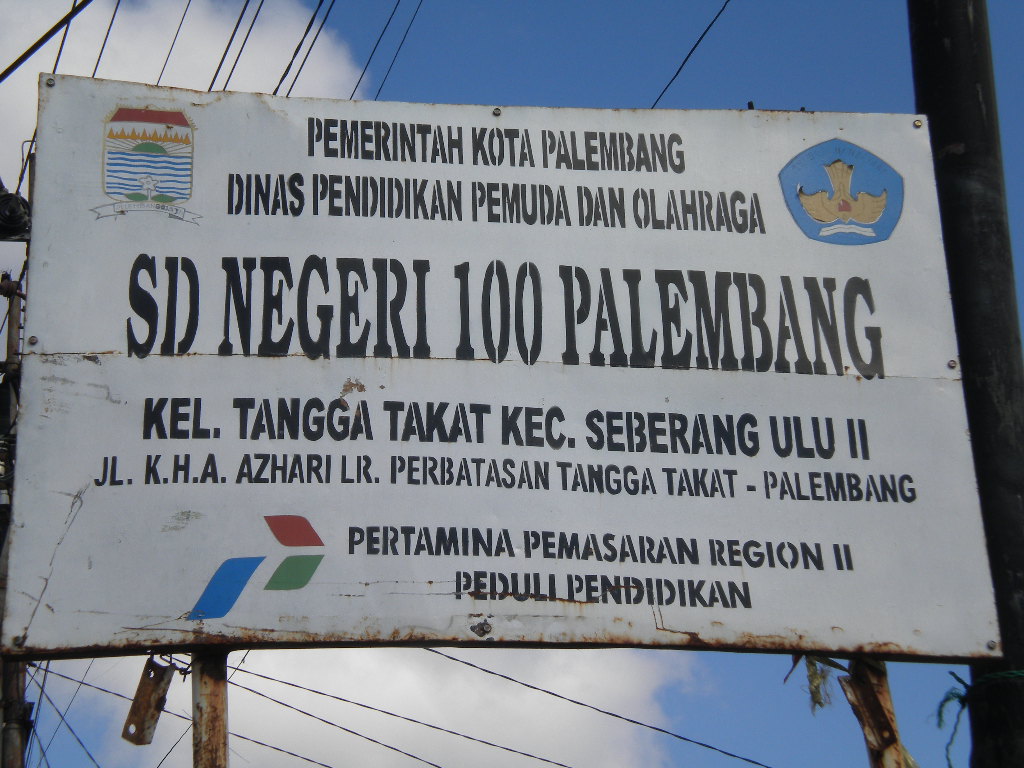 PEMERINTAH KOTA PALEMBANG
DINAS PENDIDIKAN PEMUDA DAN OLAHRAGA
SD NEGERI 100 PALEMBANG
KEL. TANGGA TAKAT KEC. SEBERANG ULU II
JL. K.H.A. AZHARI LR. PERBATASAN TANGGA TAKAT - PALEMBANG
PERTAMINA PEMASARAN REGION II
PEDULI PENDIDIKAN